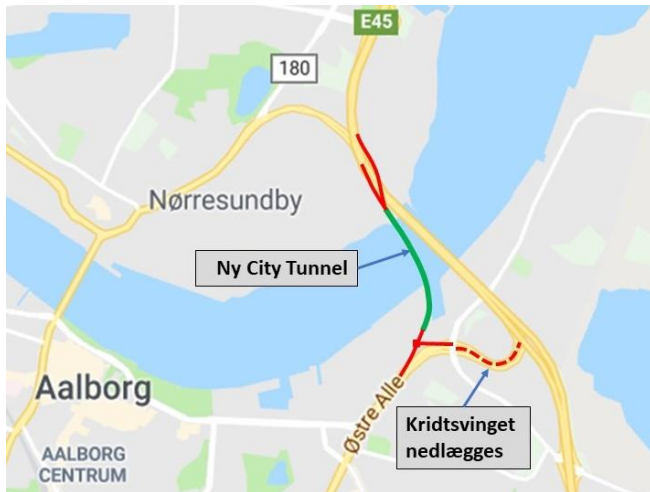 E45
180
Nørresundby
Ny City Tunnel
Aalborg
Østre Alle
Kridtsvinget
nedlægges
AALBORG
CENTRUM